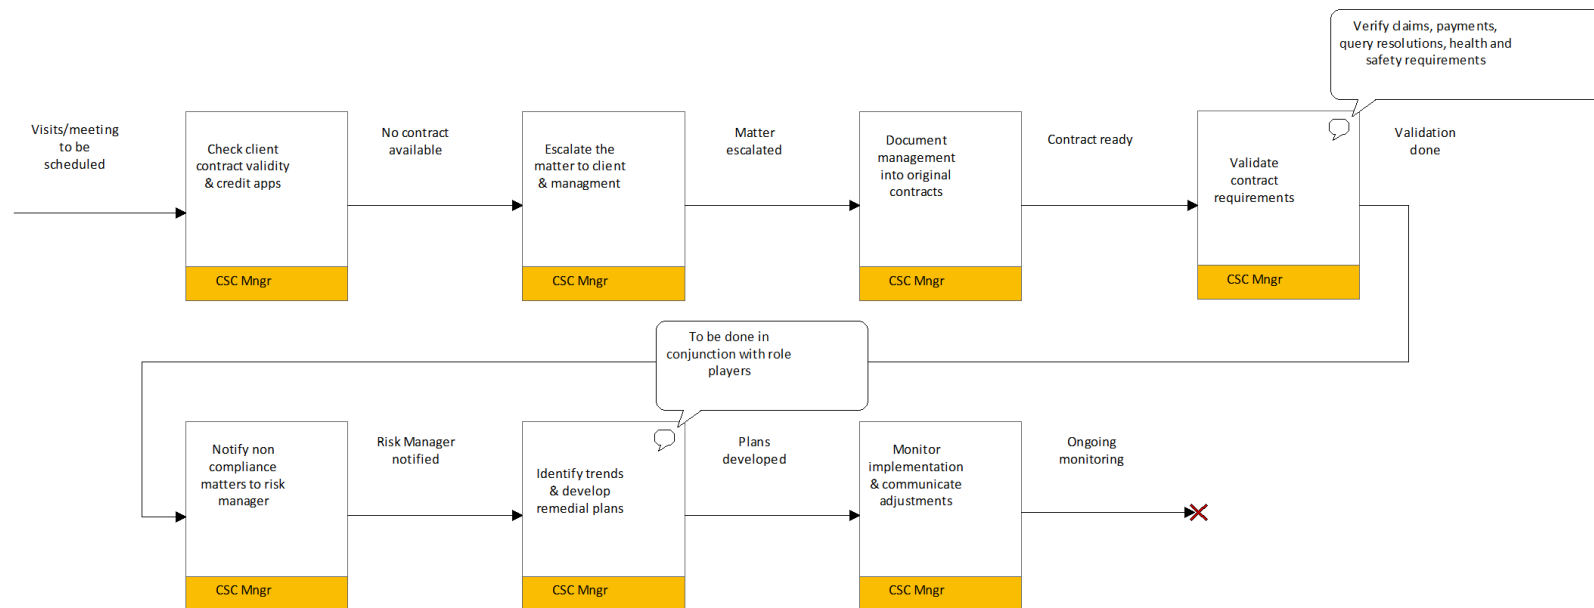 Verify claims, payments,
query resolutions, health and
safety requirements
Visits/meeting
to be
scheduled
Check client
contract validity
& credit apps
CSC Mngr
No contract
available
Escalate the
matter to client
& managment
CSC Mngr
Matter
escalated
Document
management
into original
contracts
CSC Mngr
Contract ready
Validate
contract
requirements
CSC Mngr
Validation
done
To be done in
conjunction with role
players
Notify non
compliance
matters to risk
manager
CSC Mngr
Risk Manager
notified
Identify trends
& develop
remedial plans
CSC Mngr
Plans
developed
Monitor
implementation
& communicate
adjustments
CSC Mngr
Ongoing
monitoring